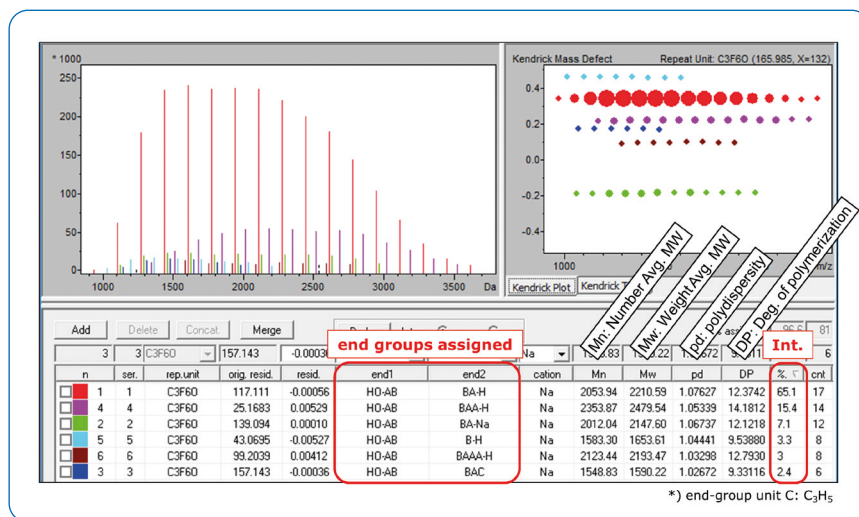 * 1000
250
200
150
100
50
0
1000
1500
2000
2500
3000
3500
Da
Kendrick Mass Defect
Repeat Unit: C3F6O (165.985, X=132)
0.4
0.2
0.0
-0.2
-0.4
1000
m/z
Kendrick Plot
Mn: Number Avg. MW
Mw: Weight Avg. MW
pd: polydispersity
DP: Deg. of polymerization
Add Delete Concat. Merge 81
end groups assigned
Int.
3 3 C3F6O 157.143 Na 6
n ser. rep.unit orig. resid. resid. end1 end2 cation Mn Mw pd DP %. cnt
1 1 C3F6O 117.111 -0.00056 HO-AB BA-H Na 2053.94 2210.59 1.07627 12.3742 65.1 17
4 4 C3F6O 25.1683 0.00529 HO-AB BAA-H Na 2353.87 2479.54 1.05339 14.1812 15.4 14
2 2 C3F6O 139.094 0.00010 HO-AB BA-Na Na 2012.04 2147.60 1.06737 12.1218 7.1 12
5 5 C3F6O 43.0695 -0.00527 HO-AB B-H Na 1583.30 1653.61 1.04441 9.53880 3.3 8
6 6 C3F6O 99.2039 0.00412 HO-AB BAAA-H Na 2123.44 2193.47 1.03298 12.7930 3 8
3 3 C3F6O 157.143 -0.00036 HO-AB BAC Na 1548.83 1590.22 1.02672 9.33116 2.4 6
*) end-group unit C: C₃H₅